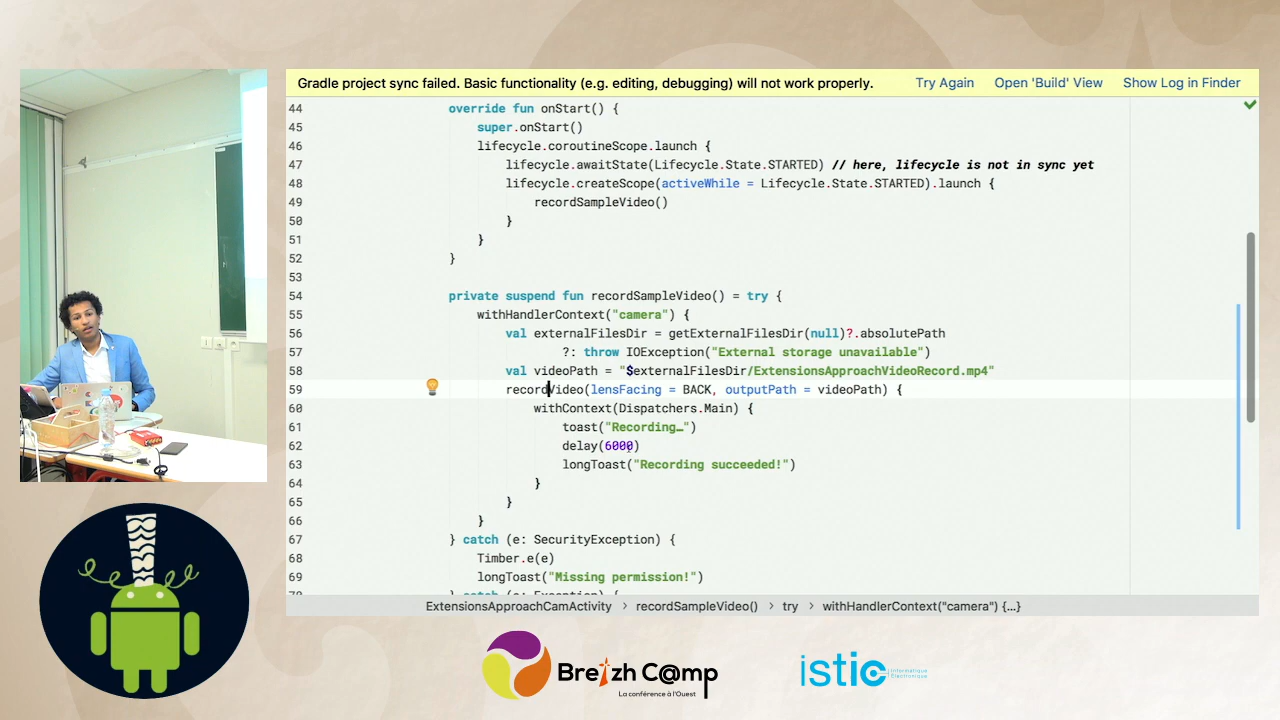 Gradle project sync failed. Basic functionality (e.g. editing, debugging) will not work properly. Try Again Open 'Build' View Show Log in Finder
44 override fun onStart() {
45 super.onStart()
46 lifecycle.coroutineScope.launch {
47 lifecycle.awaitState(Lifecycle.State.STARTED) // here, lifecycle is not in sync yet
48 lifecycle.createScope(activeWhile = Lifecycle.State.STARTED).launch {
49 recordSampleVideo()
50 }
51 }
52 }
53
54 private suspend fun recordSampleVideo() = try {
55 withHandlerContext("camera") {
56 val externalFilesDir = getExternalFilesDir(null)?.absolutePath
57 ?: throw IOException("External storage unavailable")
58 val videoPath = "$externalFilesDir/ExtensionsApproachVideoRecord.mp4"
59 recordVideo(lensFacing = BACK, outputPath = videoPath) {
60 withContext(Dispatchers.Main) {
61 toast("Recording…")
62 delay(6000)
63 longToast("Recording succeeded!")
64 }
65 }
66 }
67 } catch (e: SecurityException) {
68 Timber.e(e)
69 longToast("Missing permission!")
70 } catch (e: Exception) {
ExtensionsApproachCamActivity › recordSampleVideo() › try › withHandlerContext("camera") {...}
Breizh C@mp
La conférence à l'Ouest
istic
Informatique
Électronique